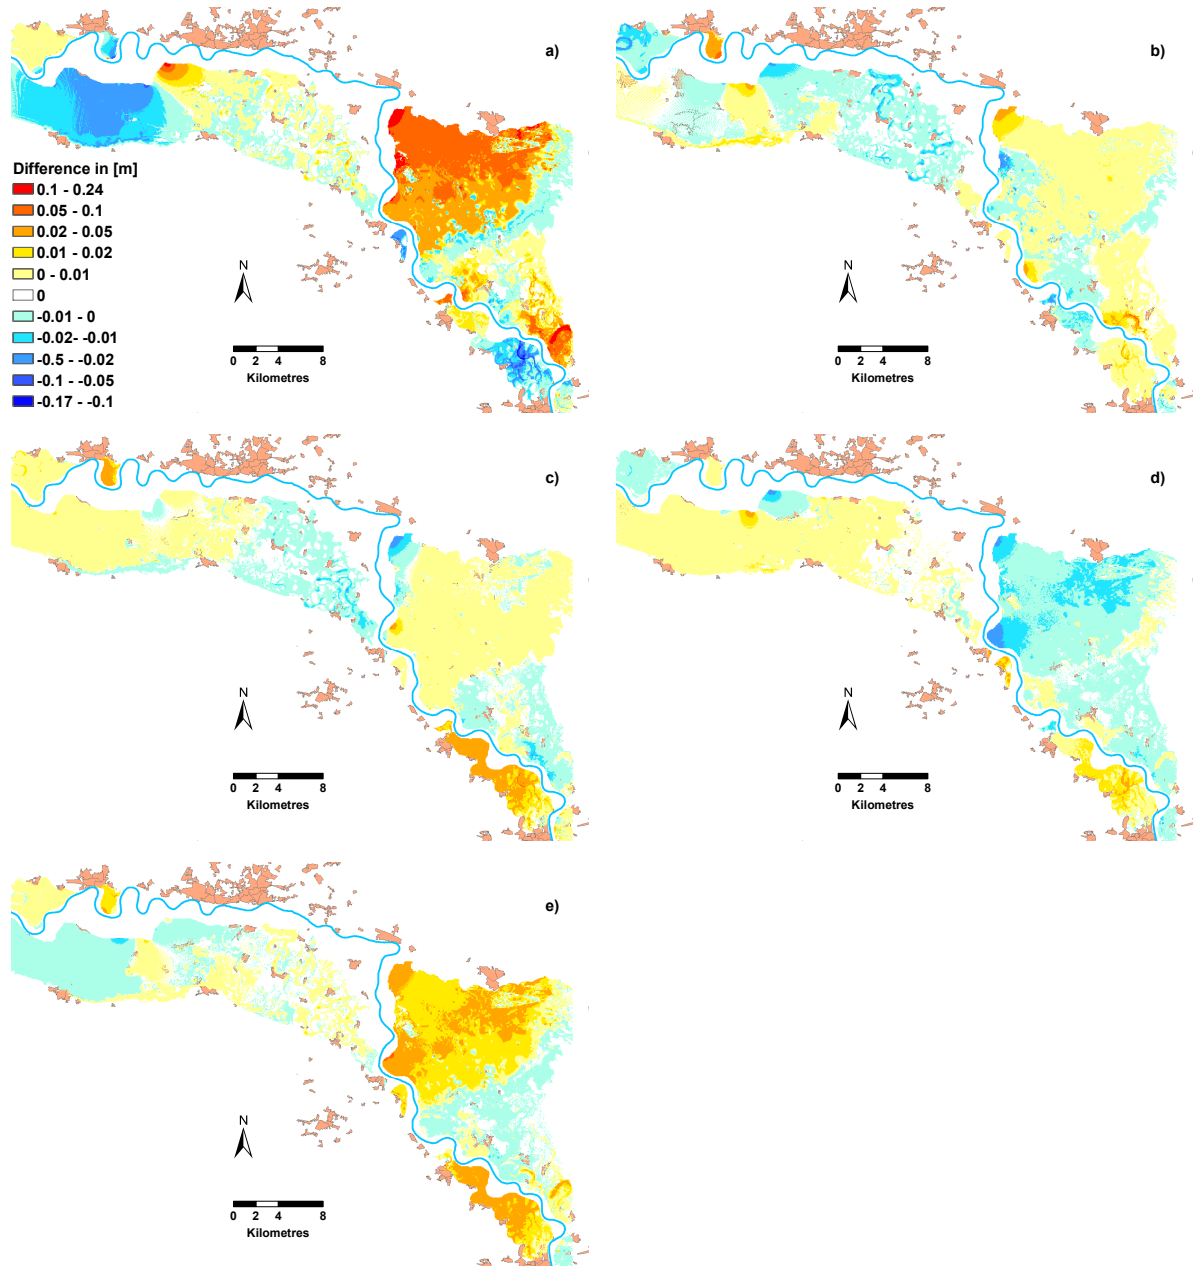 a)
b)
Difference in [m]
0.1 - 0.24
0.05 - 0.1
0.02 - 0.05
0.01 - 0.02
0 - 0.01
0
-0.01 - 0
-0.02- -0.01
-0.5 - -0.02
-0.1 - -0.05
-0.17 - -0.1
N
0 2 4 8
Kilometres
N
0 2 4 8
Kilometres
c)
d)
N
0 2 4 8
Kilometres
N
0 2 4 8
Kilometres
e)
N
0 2 4 8
Kilometres